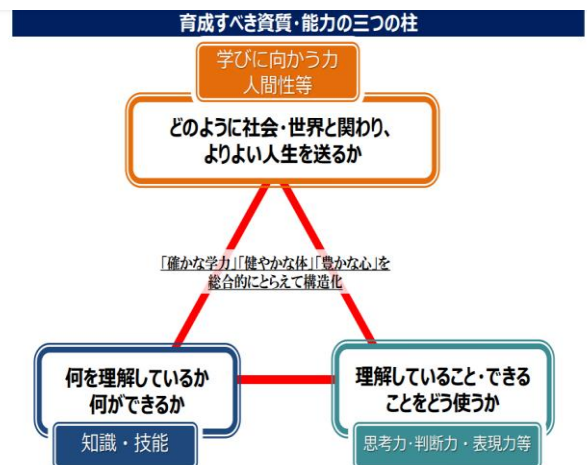 育成すべき資質・能力の三つの柱
学びに向かう力
人間性等
どのように社会・世界と関わり、
よりよい人生を送るか
「確かな学力」「健やかな体」「豊かな心」を
総合的にとらえて構造化
何を理解しているか
何ができるか
知識・技能
理解していること・できる
ことをどう使うか
思考力・判断力・表現力等